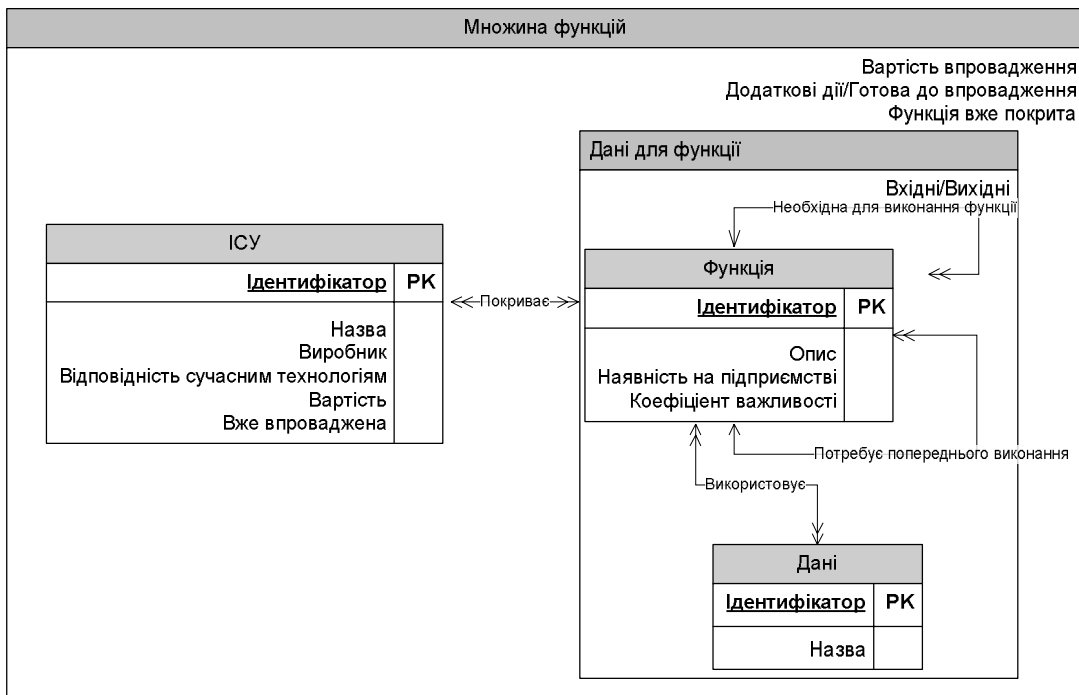 Множина функцій
Вартість впровадження
Додаткові дії/Готова до впровадження
Функція вже покрита
Дані для функції
Вхідні/Вихідні
Необхідна для виконання функції
ІСУ
Ідентифікатор PK
Назва
Виробник
Відповідність сучасним технологіям
Вартість
Вже впроваджена
Покриває
Функція
Ідентифікатор PK
Опис
Наявність на підприємстві
Коефіціент важливості
Потребує попереднього виконання
Використовує
Дані
Ідентифікатор PK
Назва